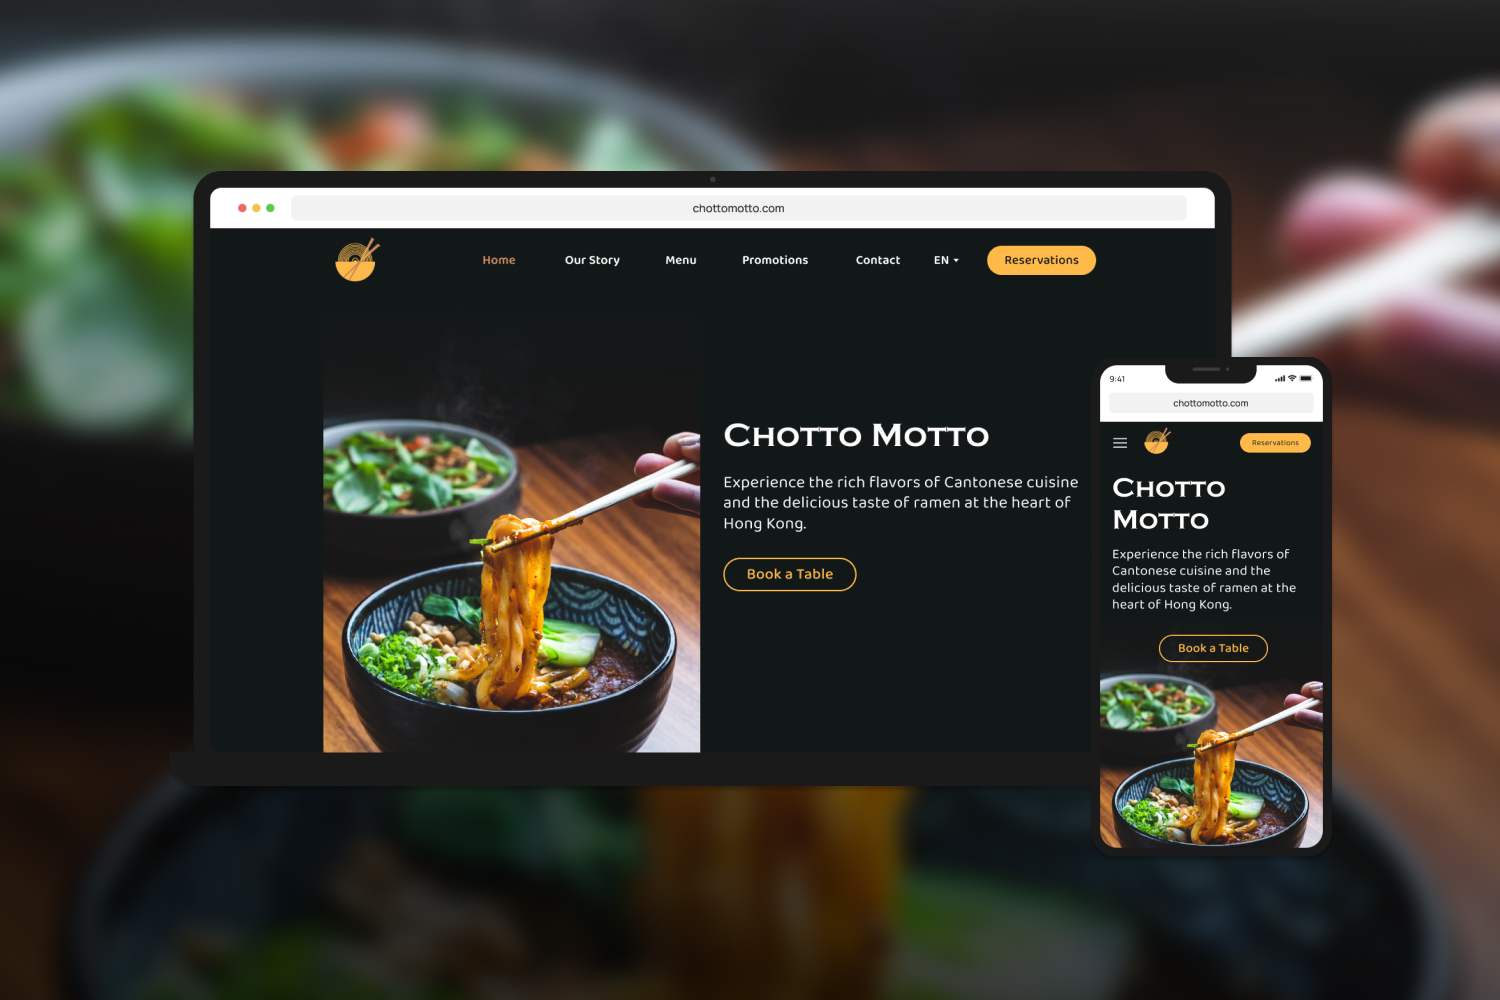 chottomotto.com
Home Our Story Menu Promotions Contact EN Reservations
Chotto Motto
Experience the rich flavors of Cantonese cuisine
and the delicious taste of ramen at the heart of
Hong Kong.
Book a Table
9:41
chottomotto.com
Reservations
Chotto
Motto
Experience the rich flavors of
Cantonese cuisine and the
delicious taste of ramen at the
heart of Hong Kong.
Book a Table